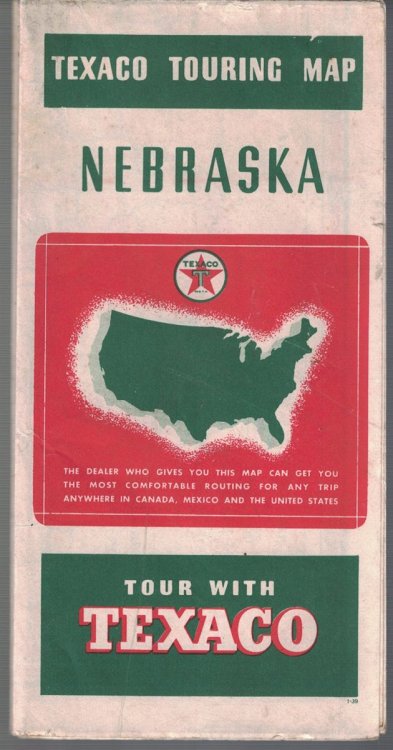 TEXACO TOURING MAP
NEBRASKA
TEXACO
T
THE DEALER WHO GIVES YOU THIS MAP CAN GET YOU
THE MOST COMFORTABLE ROUTING FOR ANY TRIP
ANYWHERE IN CANADA, MEXICO AND THE UNITED STATES
TOUR WITH
TEXACO
1-39